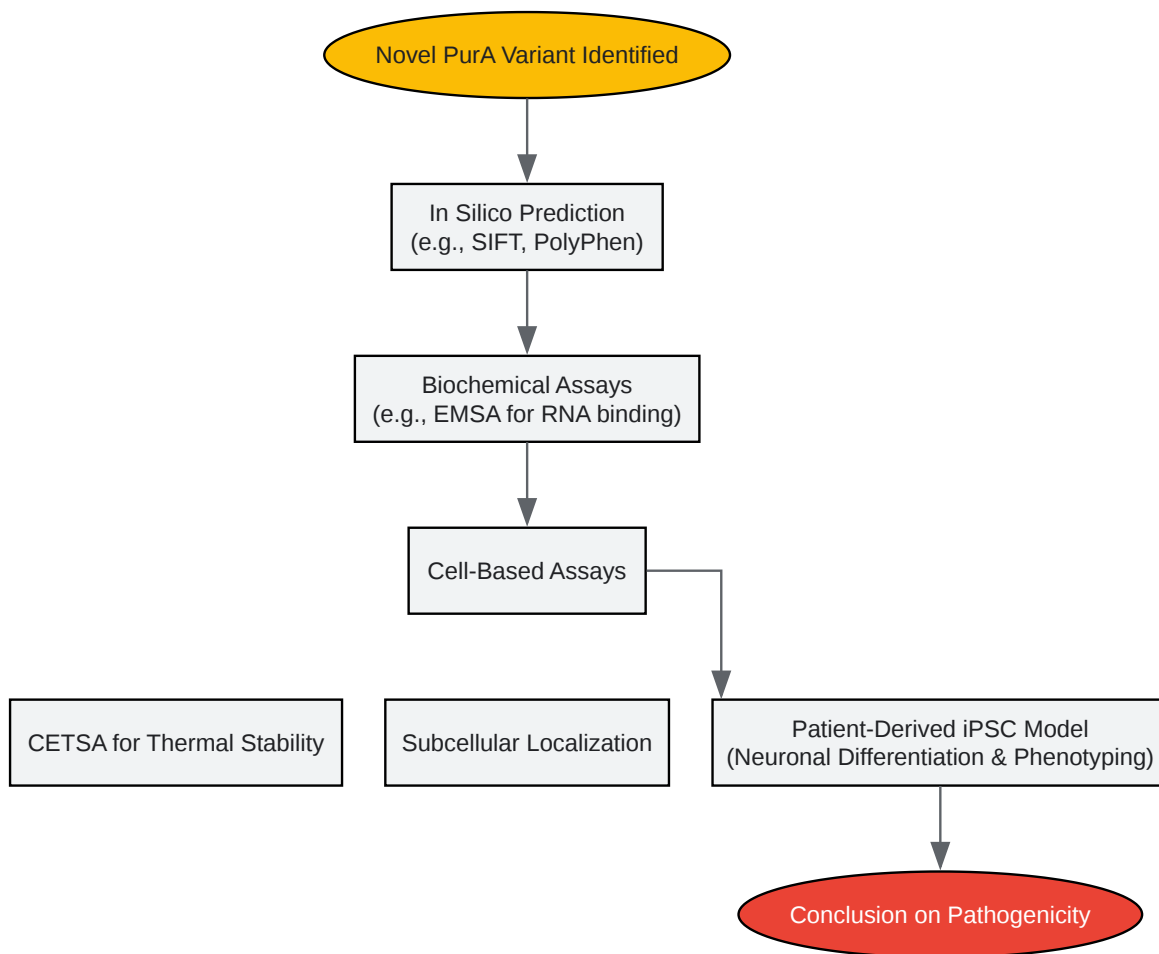 Novel PurA Variant Identified
In Silico Prediction
(e.g., SIFT, PolyPhen)
Biochemical Assays
(e.g., EMSA for RNA binding)
Cell-Based Assays
CETSA for Thermal Stability
Subcellular Localization
Patient-Derived iPSC Model
(Neuronal Differentiation & Phenotyping)
Conclusion on Pathogenicity